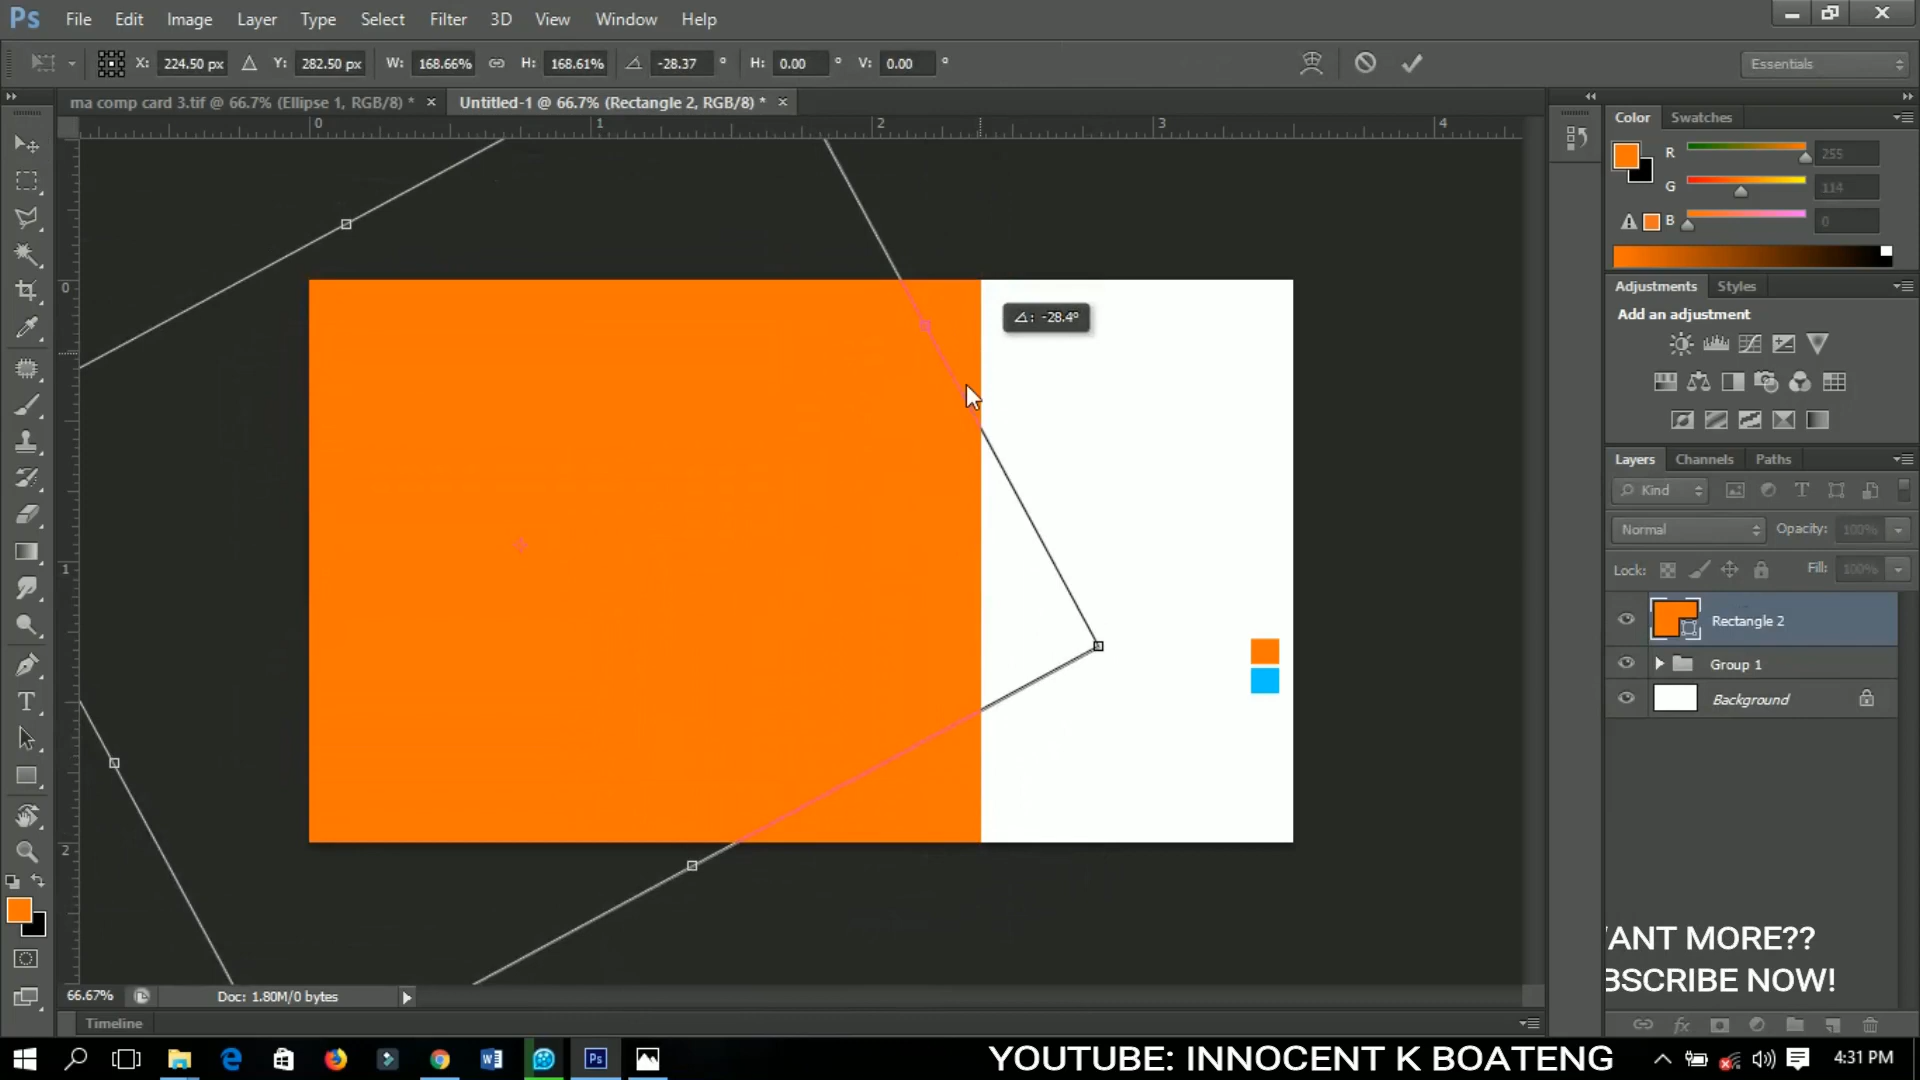 Ps File Edit Image Layer Type Select Filter 3D View Window Help
X: 224.50 px Y: 282.50 px W: 168.66% H: 168.61% -28.37 ° H: 0.00 ° V: 0.00 ° Essentials
ma comp card 3.tif @ 66.7% (Ellipse 1, RGB/8) * × Untitled-1 @ 66.7% (Rectangle 2, RGB/8) * ×
0 1 2 3 4
0
1
2
-28.4°
Color Swatches
R 255
G 114
B 0
Adjustments Styles
Add an adjustment
Layers Channels Paths
Kind
Normal Opacity: 100%
Lock: Fill: 100%
Rectangle 2
Group 1
Background
VANT MORE??
BSCRIBE NOW!
66.67% Doc: 1.80M/0 bytes
Timeline
YOUTUBE: INNOCENT K BOATENG
4:31 PM